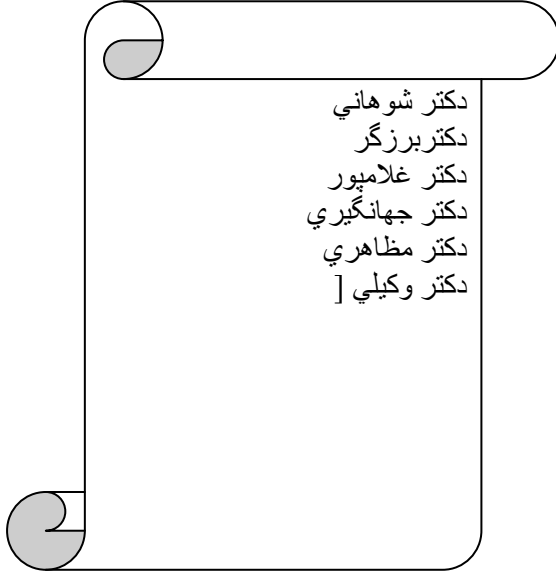 دكتر شوهاني
دكتربرزگر
دكتر غلامپور
دكتر جهانگيري
دكتر مظاهري
دكتر وكيلي [